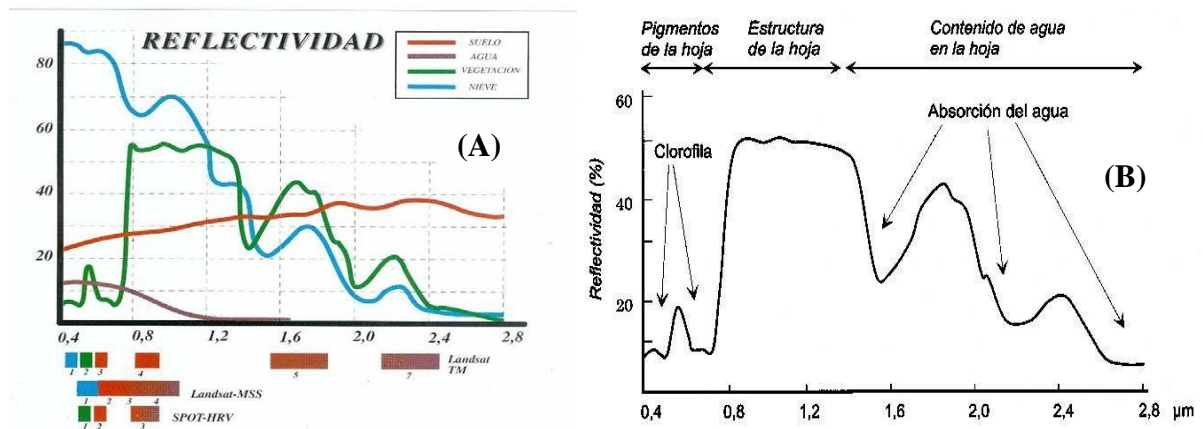 REFLECTIVIDAD
SUELO
AGUA
VEGETACION
NIEVE
80
60
40
20
(A)
0,4 0,8 1,2 1,6 2,0 2,4 2,8
1 2 3 4 5 7
Landsat
TM
1 2 3 4
Landsat-MSS
1 2 3
SPOT-HRV
Pigmentos
de la hoja
Estructura
de la hoja
Contenido de agua
en la hoja
60
40
20
0
Reflectividad (%)
Clorofila
Absorción del agua
(B)
0,4 0,8 1,2 1,6 2,0 2,4 2,8 µm